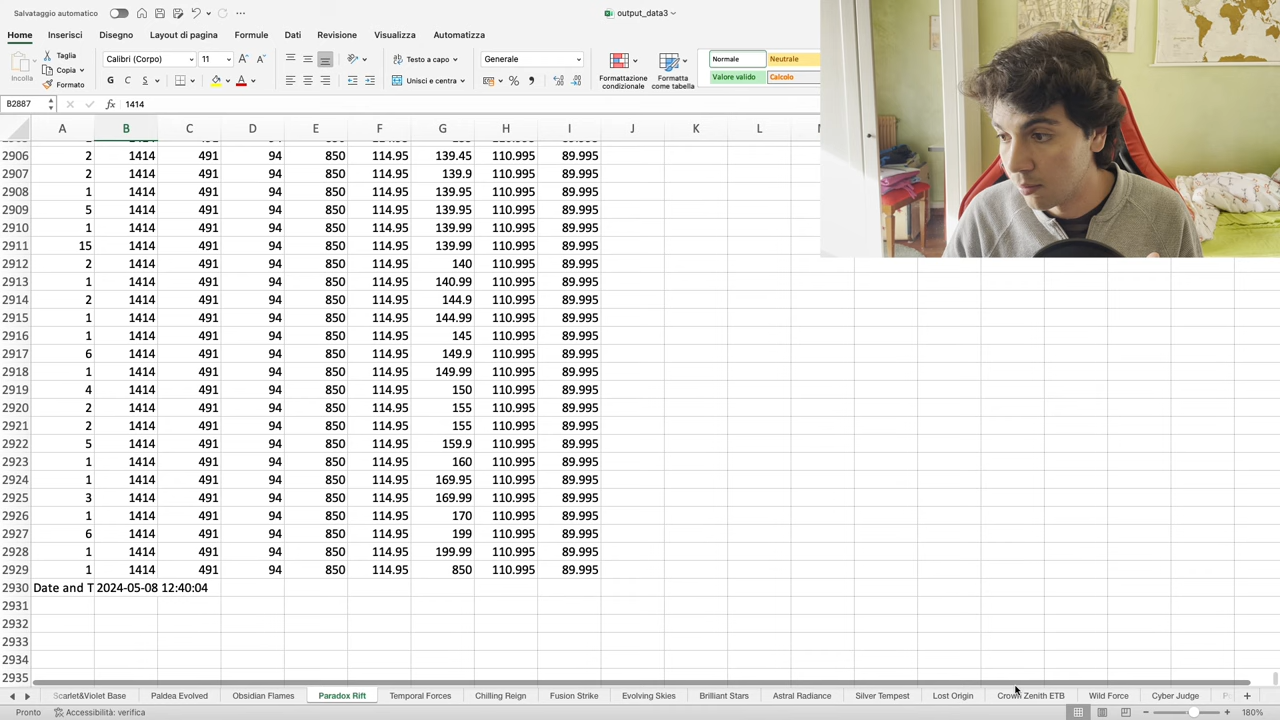 Salvataggio automatico
output_data3
Home Inserisci Disegno Layout di pagina Formule Dati Revisione Visualizza Automatizza
Incolla
Taglia
Copia
Formato
Calibri (Corpo) 11
G C S
Testo a capo
Unisci e centra
Generale
Formattazione condizionale
Formatta come tabella
Normale Neutrale
Valore valido Calcolo
B2887 fx 1414
A B C D E F G H I J K L
2906 2 1414 491 94 850 114.95 139.45 110.995 89.995
2907 2 1414 491 94 850 114.95 139.9 110.995 89.995
2908 1 1414 491 94 850 114.95 139.95 110.995 89.995
2909 5 1414 491 94 850 114.95 139.95 110.995 89.995
2910 1 1414 491 94 850 114.95 139.99 110.995 89.995
2911 15 1414 491 94 850 114.95 139.99 110.995 89.995
2912 2 1414 491 94 850 114.95 140 110.995 89.995
2913 1 1414 491 94 850 114.95 140.99 110.995 89.995
2914 2 1414 491 94 850 114.95 144.9 110.995 89.995
2915 1 1414 491 94 850 114.95 144.99 110.995 89.995
2916 1 1414 491 94 850 114.95 145 110.995 89.995
2917 6 1414 491 94 850 114.95 149.9 110.995 89.995
2918 1 1414 491 94 850 114.95 149.99 110.995 89.995
2919 4 1414 491 94 850 114.95 150 110.995 89.995
2920 2 1414 491 94 850 114.95 155 110.995 89.995
2921 2 1414 491 94 850 114.95 155 110.995 89.995
2922 5 1414 491 94 850 114.95 159.9 110.995 89.995
2923 1 1414 491 94 850 114.95 160 110.995 89.995
2924 1 1414 491 94 850 114.95 169.95 110.995 89.995
2925 3 1414 491 94 850 114.95 169.99 110.995 89.995
2926 1 1414 491 94 850 114.95 170 110.995 89.995
2927 6 1414 491 94 850 114.95 199 110.995 89.995
2928 1 1414 491 94 850 114.95 199.99 110.995 89.995
2929 1 1414 491 94 850 114.95 850 110.995 89.995
2930 Date and T 2024-05-08 12:40:04
2931
2932
2933
2934
2935
Scarlet&Violet Base Paldea Evolved Obsidian Flames Paradox Rift Temporal Forces Chilling Reign Fusion Strike Evolving Skies Brilliant Stars Astral Radiance Silver Tempest Lost Origin Crown Zenith ETB Wild Force Cyber Judge
Pronto Accessibilità: verifica 180%